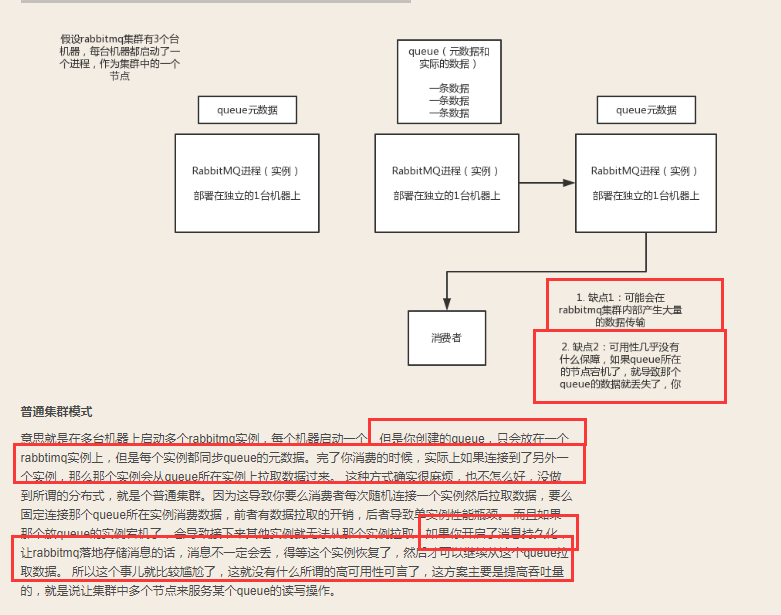 假设rabbitmq集群有3个台
机器，每台机器都启动了一
个进程，作为集群中的一个
节点
queue元数据
RabbitMQ进程（实例）
部署在独立的1台机器上
queue（元数据和
实际的数据）
一条数据
一条数据
一条数据
RabbitMQ进程（实例）
部署在独立的1台机器上
queue元数据
RabbitMQ进程（实例）
部署在独立的1台机器上
消费者
1. 缺点1：可能会在
rabbitmq集群内部产生大量
的数据传输
2. 缺点2：可用性几乎没有
什么保障，如果queue所在
的节点宕机了，就导致那个
queue的数据就丢失了，你
普通集群模式
意思就是在多台机器上启动多个rabbitmq实例，每个机器启动一个。但是你创建的queue，只会放在一个
rabbtimq实例上，但是每个实例都同步queue的元数据。完了你消费的时候，实际上如果连接到了另外一
个实例，那么那个实例会从queue所在实例上拉取数据过来。 这种方式确实很麻烦，也不怎么好，没做
到所谓的分布式，就是个普通集群。因为这导致你要么消费者每次随机连接一个实例然后拉取数据，要么
固定连接那个queue所在实例消费数据，前者有数据拉取的开销，后者导致单实例性能瓶颈。 而且如果
那个放queue的实例宕机了，会导致接下来其他实例就无法从那个实例拉取，如果你开启了消息持久化，
让rabbitmq落地存储消息的话，消息不一定会丢，得等这个实例恢复了，然后才可以继续从这个queue拉
取数据。 所以这个事儿就比较尴尬了，这就没有什么所谓的高可用性可言了，这方案主要是提高吞吐量
的，就是说让集群中多个节点来服务某个queue的读写操作。